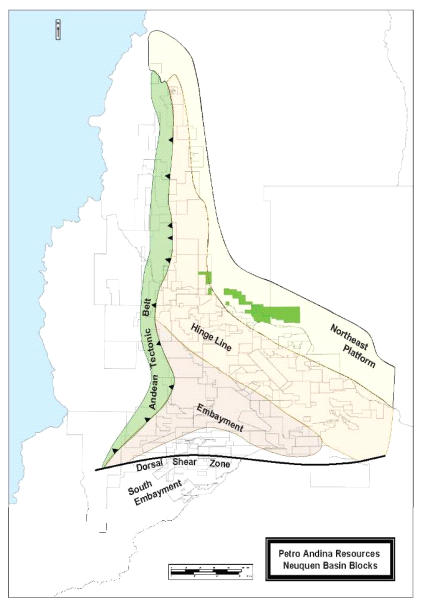 Andean Tectonic Belt
Hinge Line
Northeast
Platform
Embayment
Dorsal Shear Zone
South
Embayment
Petro Andina Resources
Neuquen Basin Blocks